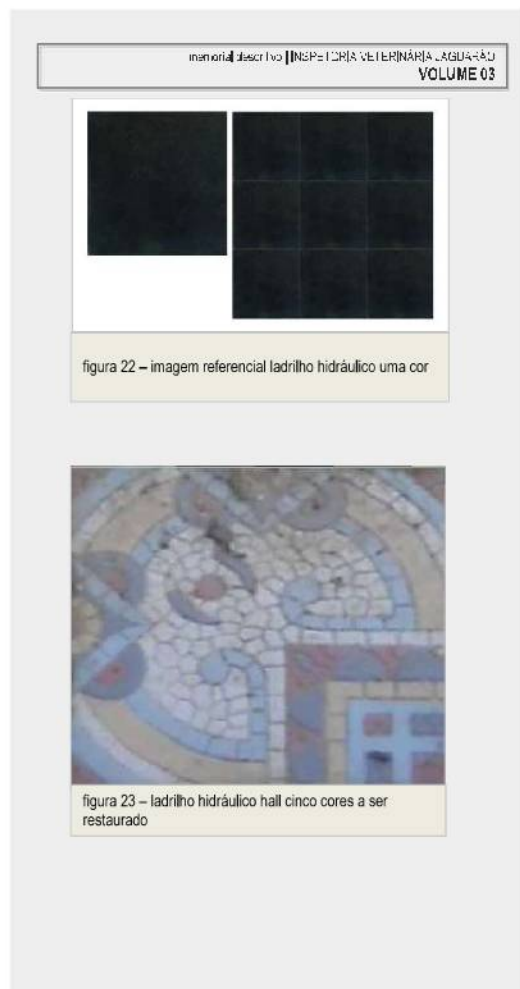 memorial descritivo | INSPETORIA VETERINÁRIA JAGUARÃO
VOLUME 03
figura 22 – imagem referencial ladrilho hidráulico uma cor
figura 23 – ladrilho hidráulico hall cinco cores a ser
restaurado